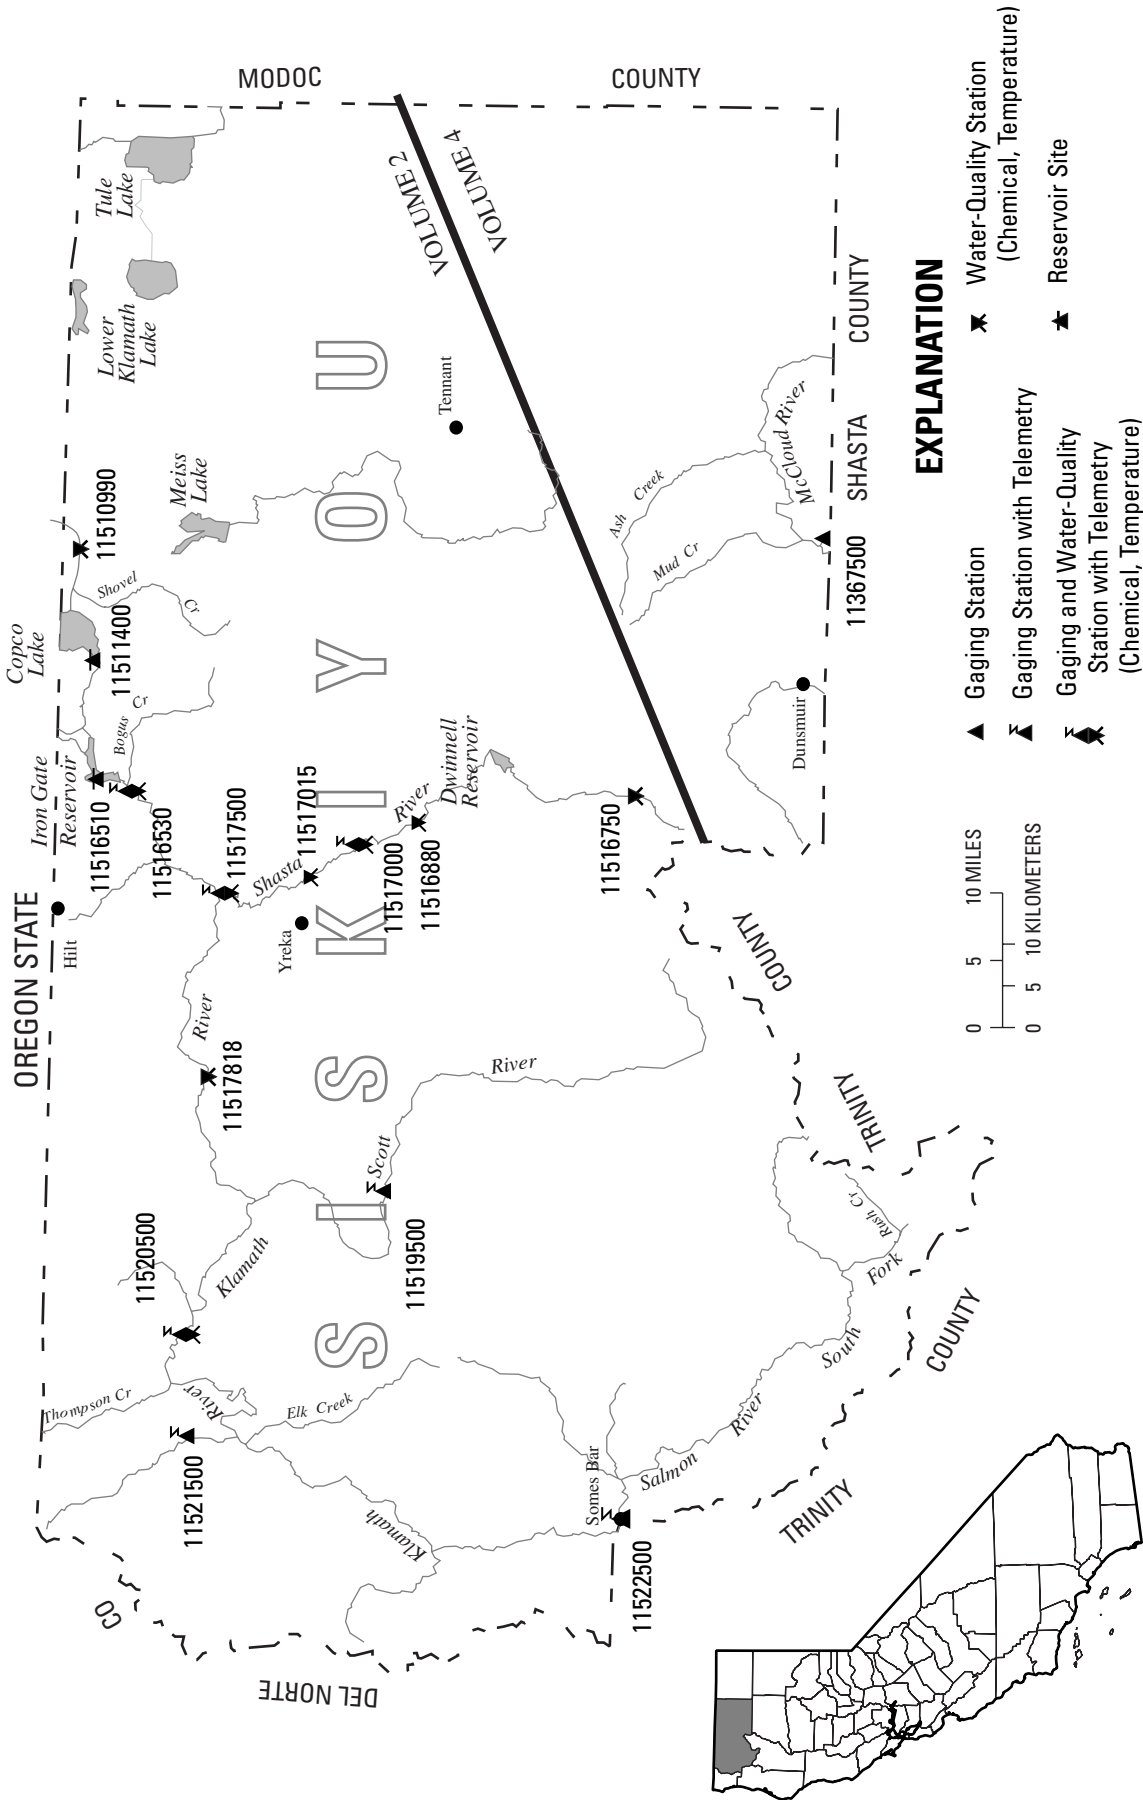 OREGON STATE
MODOC
COUNTY
Tule
Lake
Lower
Klamath
Lake
Copco
Lake
Meiss
Lake
Iron Gate
Reservoir
Hilt
11510990
Shovel
Cr
11511400
Bogus Cr
11516510
11516530
11517500
11517015
Shasta
River
11517000
11516880
Dwinnell
Reservoir
11516750
Yreka
Tennant
VOLUME 2
VOLUME 4
SISKIYOU
River
11517818
Scott
River
11519500
11520500
Klamath
Thompson Cr
River
Elk Creek
11521500
Klamath
Somes Bar
11522500
Salmon
River
South
Fork
Rush Cr
Ash Creek
Mud Cr
McCloud River
11367500
Dunsmuir
SHASTA
COUNTY
DEL NORTE
CO
TRINITY
COUNTY
TRINITY
COUNTY
0 5 10 MILES
0 5 10 KILOMETERS
EXPLANATION
Gaging Station
Gaging Station with Telemetry
Gaging and Water-Quality
Station with Telemetry
(Chemical, Temperature)
Water-Quality Station
(Chemical, Temperature)
Reservoir Site